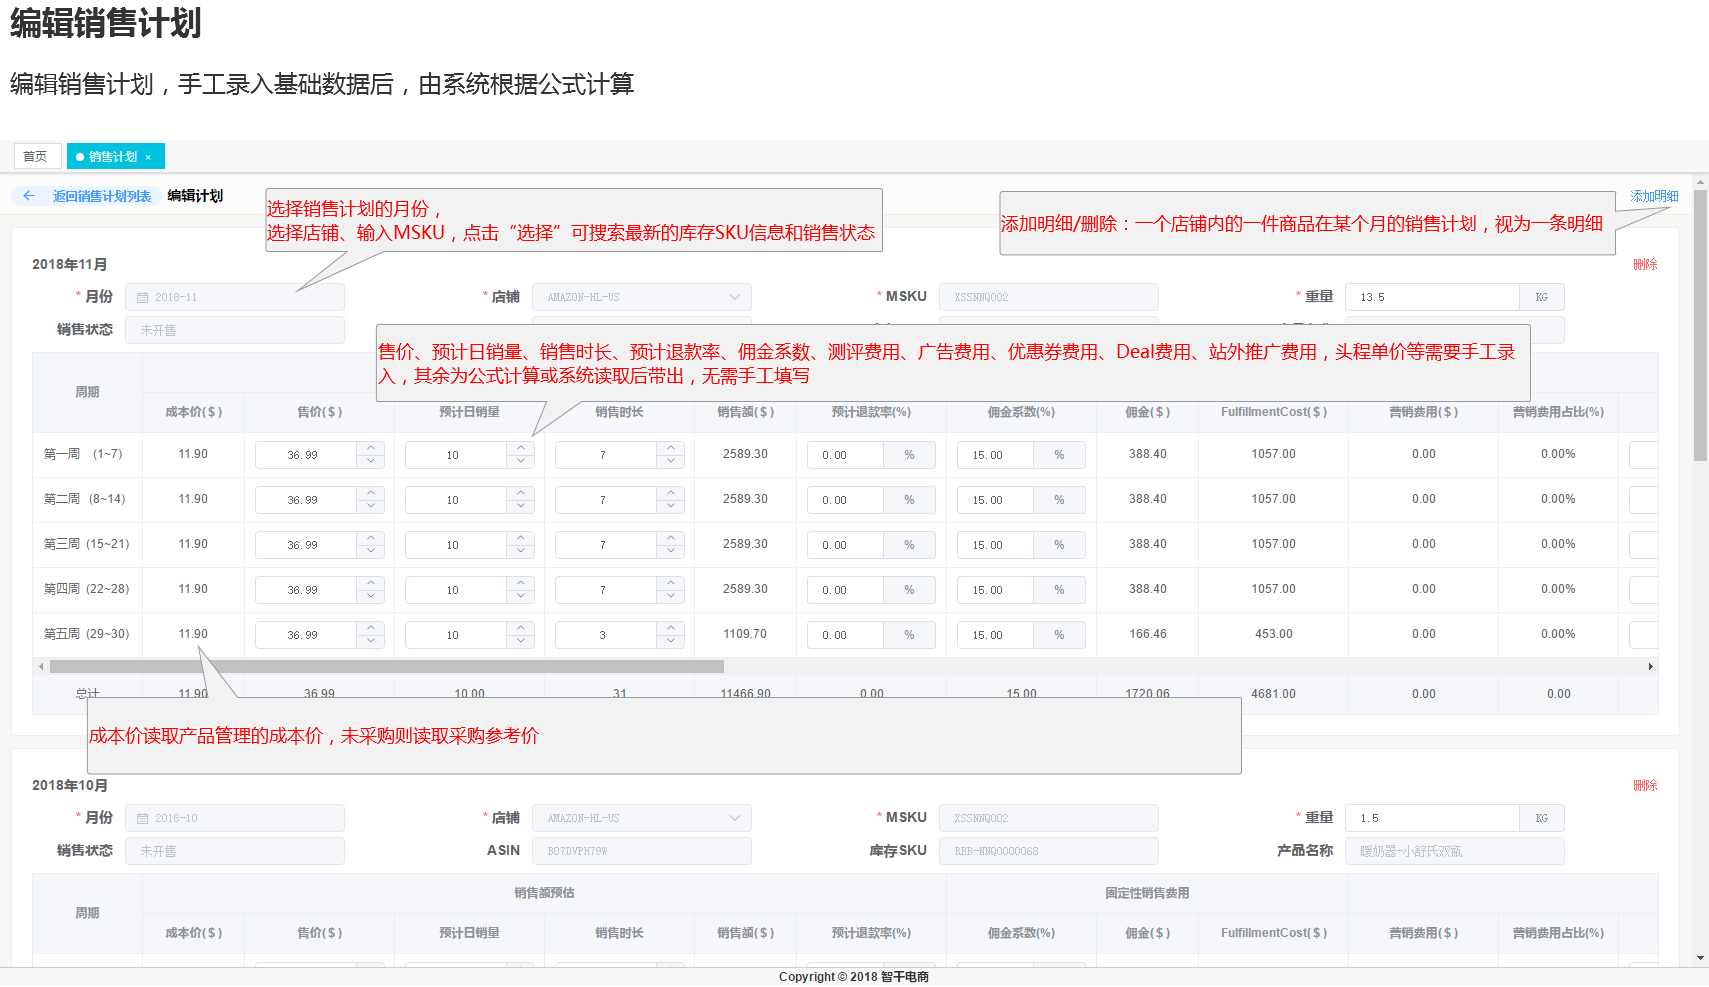 编辑销售计划
编辑销售计划，手工录入基础数据后，由系统根据公式计算
首页 销售计划 ×
返回销售计划列表 编辑计划
选择销售计划的月份，
选择店铺、输入MSKU，点击“选择”可搜索最新的库存SKU信息和销售状态
添加明细/删除：一个店铺内的一件商品在某个月的销售计划，视为一条明细
添加明细
2018年11月 删除
* 月份 2018-11 * 店铺 AMAZON-HL-US * MSKU XSSNNQ002 * 重量 13.5 KG
销售状态 未开售
售价、预计日销量、销售时长、预计退款率、佣金系数、测评费用、广告费用、优惠券费用、Deal费用、站外推广费用，头程单价等需要手工录
入，其余为公式计算或系统读取后带出，无需手工填写
周期
成本价($) 售价($) 预计日销量 销售时长 销售额($) 预计退款率(%) 佣金系数(%) 佣金($) FulfillmentCost($) 营销费用($) 营销费用占比(%)
第一周 (1~7) 11.90 36.99 10 7 2589.30 0.00 % 15.00 % 388.40 1057.00 0.00 0.00%
第二周 (8~14) 11.90 36.99 10 7 2589.30 0.00 % 15.00 % 388.40 1057.00 0.00 0.00%
第三周 (15~21) 11.90 36.99 10 7 2589.30 0.00 % 15.00 % 388.40 1057.00 0.00 0.00%
第四周 (22~28) 11.90 36.99 10 7 2589.30 0.00 % 15.00 % 388.40 1057.00 0.00 0.00%
第五周 (29~30) 11.90 36.99 10 3 1109.70 0.00 % 15.00 % 166.46 453.00 0.00 0.00%
总计 11.90 36.99 10.00 31 11466.90 0.00 15.00 1720.06 4681.00 0.00 0.00
成本价读取产品管理的成本价，未采购则读取采购参考价
2018年10月 删除
* 月份 2018-10 * 店铺 AMAZON-HL-US * MSKU XSSNNQ002 * 重量 1.5 KG
销售状态 未开售 ASIN B07DVPH79W 库存SKU RBB-NNQ0000068 产品名称 暖奶器-小舒氏双瓶
周期 销售额预估 固定性销售费用
成本价($) 售价($) 预计日销量 销售时长 销售额($) 预计退款率(%) 佣金系数(%) 佣金($) FulfillmentCost($) 营销费用($) 营销费用占比(%)
Copyright © 2018 智干电商